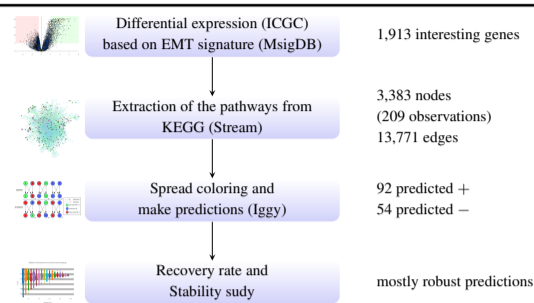 Differential expression (ICGC)
based on EMT signature (MsigDB)
1,913 interesting genes
Extraction of the pathways from
KEGG (Stream)
3,383 nodes
(209 observations)
13,771 edges
Spread coloring and
make predictions (Iggy)
92 predicted +
54 predicted −
Recovery rate and
Stability sudy
mostly robust predictions